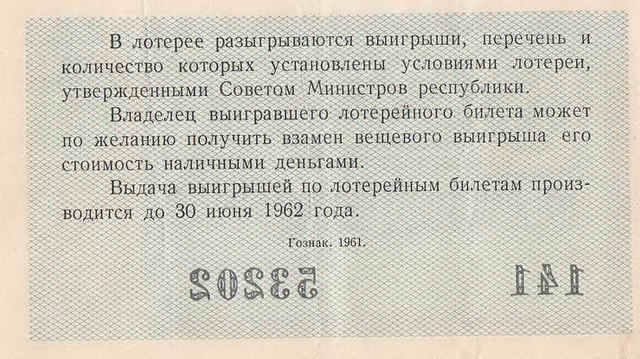 В лотерее разыгрываются выигрыши, перечень и
количество которых установлены условиями лотереи,
утвержденными Советом Министров республики.
Владелец выигравшего лотерейного билета может
по желанию получить взамен вещевого выигрыша его
стоимость наличными деньгами.
Выдача выигрышей по лотерейным билетам произ-
водится до 30 июня 1962 года.
Гознак. 1961.
53202 141